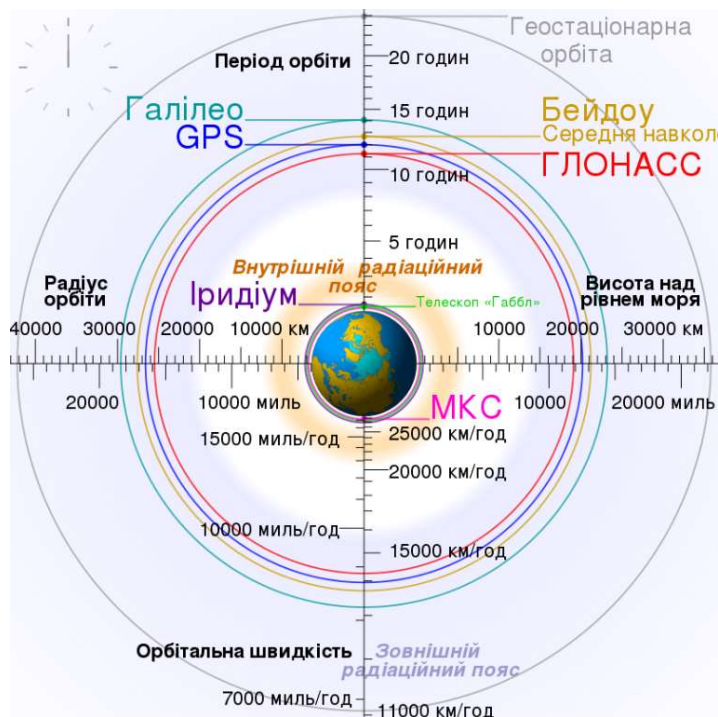 Геостаціонарна
орбіта
Період орбіти
20 годин
Галілео
15 годин
Бейдоу
GPS
Середня навкол
ГЛОНАСС
10 годин
5 годин
Внутрішній радіаційний
пояс
Радіус
орбіти
Іридіум
Телескоп «Габбл»
Висота над
рівнем моря
40000
30000
20000
10000 км
10000
20000
30000 км
20000
10000 миль
10000
20000 миль
МКС
15000 миль/год
25000 км/год
20000 км/год
10000 миль/год
15000 км/год
Орбітальна швидкість
Зовнішній
радіаційний пояс
7000 миль/год
11000 км/год